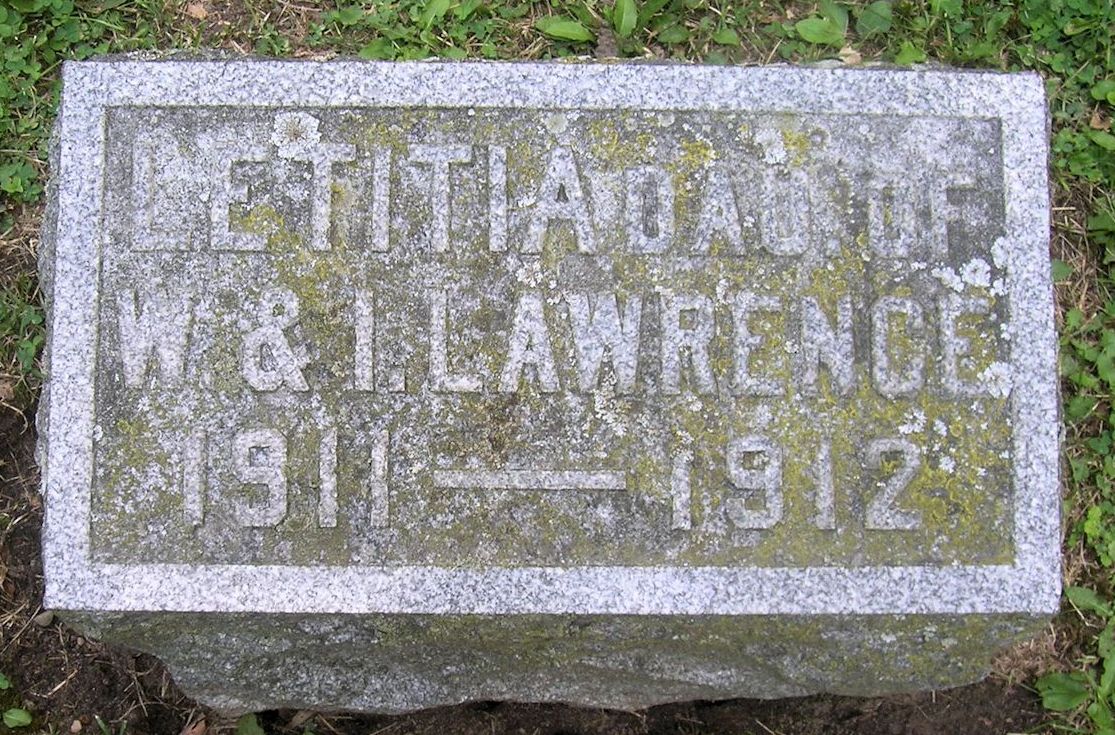 LETITIA DAU. OF
W. & I. LAWRENCE
1911 — 1912